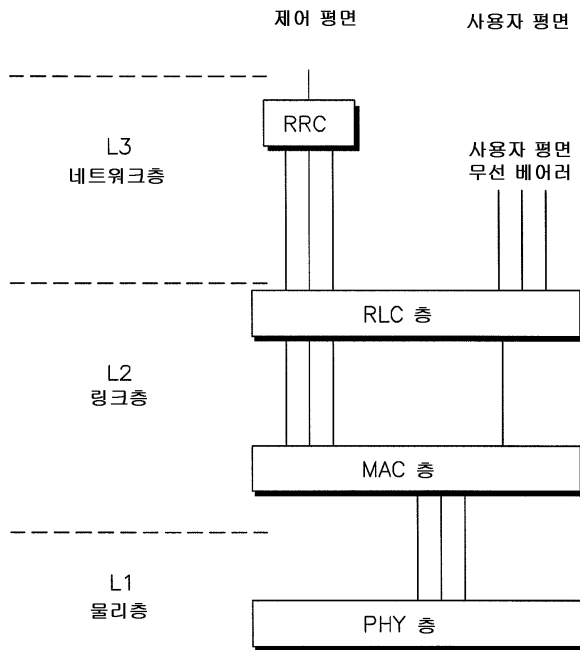 제어 평면
사용자 평면
RRC
L3
네트워크층
사용자 평면
무선 베어러
RLC 층
L2
링크층
MAC 층
L1
물리층
PHY 층